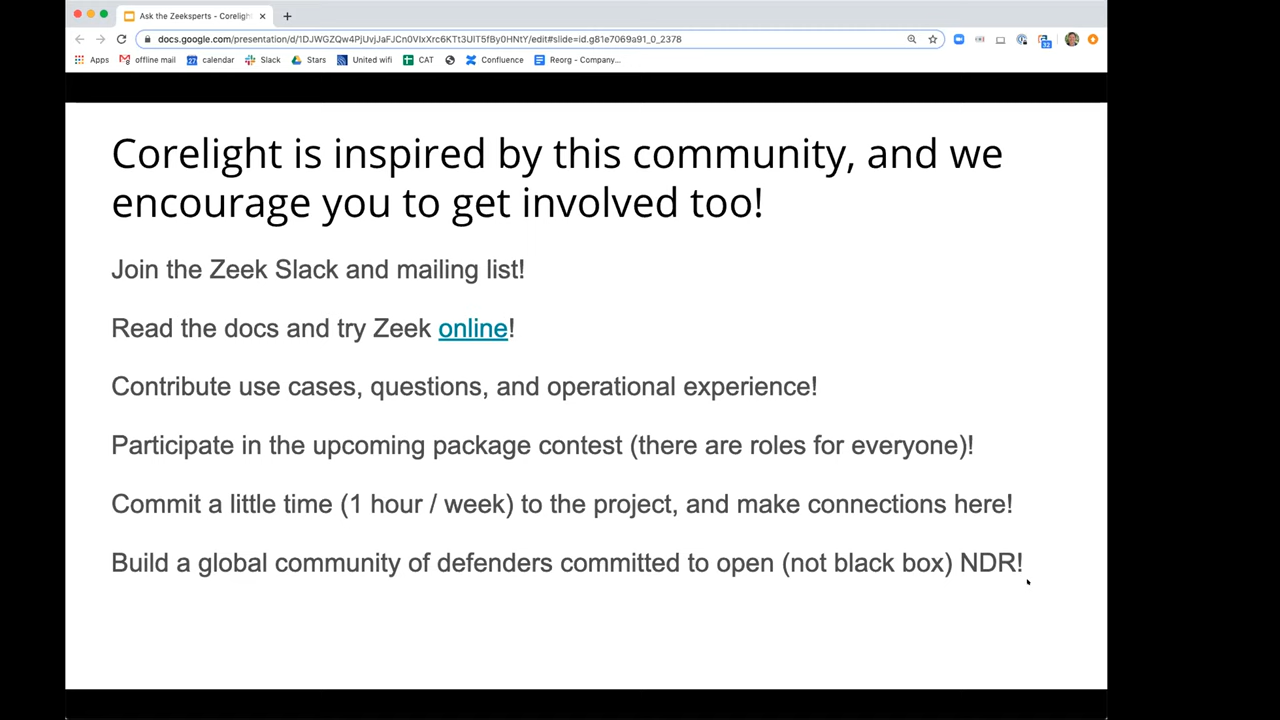 Ask the Zeeksperts - Corelight
docs.google.com/presentation/d/1DJWGZQw4PjUvjJaFJCn0VIxXrc6KTt3UIT5fBy0HNtY/edit#slide=id.g81e7069a91_0_2378
Apps offline mail calendar Slack Stars United wifi CAT Confluence Reorg - Company...
Corelight is inspired by this community, and we
encourage you to get involved too!
Join the Zeek Slack and mailing list!
Read the docs and try Zeek online!
Contribute use cases, questions, and operational experience!
Participate in the upcoming package contest (there are roles for everyone)!
Commit a little time (1 hour / week) to the project, and make connections here!
Build a global community of defenders committed to open (not black box) NDR!